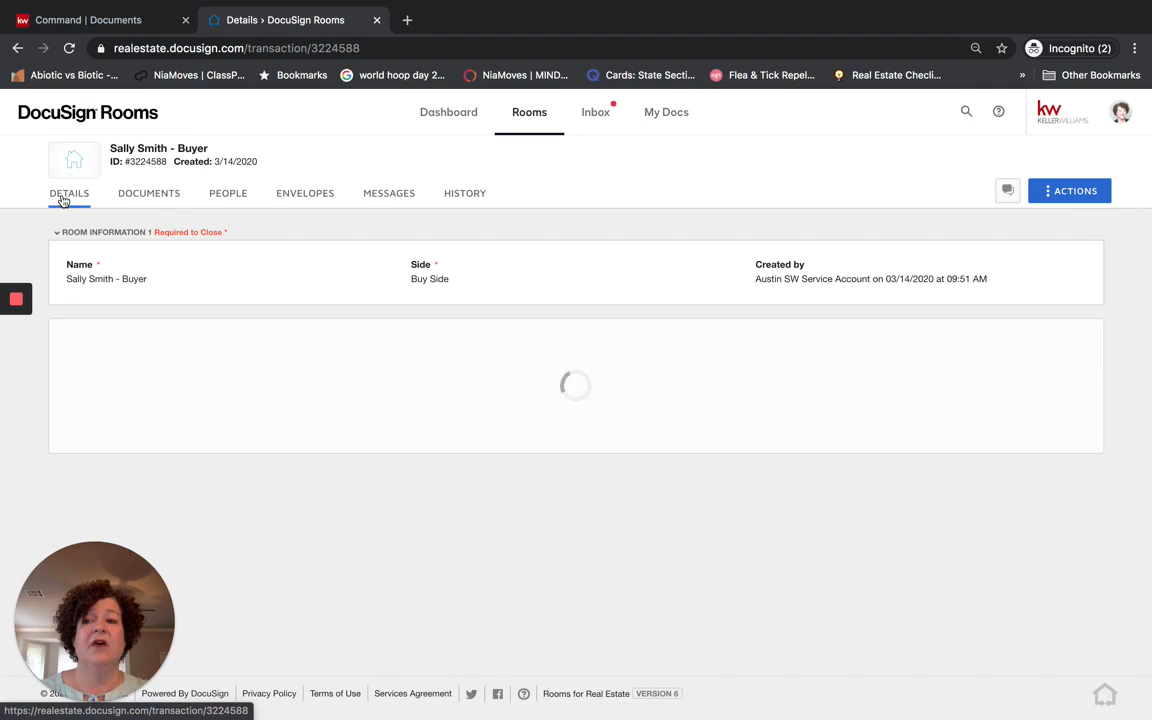 Command | Documents
Details › DocuSign Rooms
realestate.docusign.com/transaction/3224588
Incognito (2)
Abiotic vs Biotic -...
NiaMoves | ClassP...
Bookmarks
world hoop day 2...
NiaMoves | MIND...
Cards: State Secti...
Flea & Tick Repel...
Real Estate Checli...
»
Other Bookmarks
DocuSign Rooms
Dashboard
Rooms
Inbox
My Docs
kw
KELLERWILLIAMS.
Sally Smith - Buyer
ID: #3224588 Created: 3/14/2020
DETAILS
DOCUMENTS
PEOPLE
ENVELOPES
MESSAGES
HISTORY
ACTIONS
ROOM INFORMATION 1 Required to Close *
Name *
Side *
Created by
Sally Smith - Buyer
Buy Side
Austin SW Service Account on 03/14/2020 at 09:51 AM
Powered By DocuSign
Privacy Policy
Terms of Use
Services Agreement
Rooms for Real Estate VERSION 6
https://realestate.docusign.com/transaction/3224588